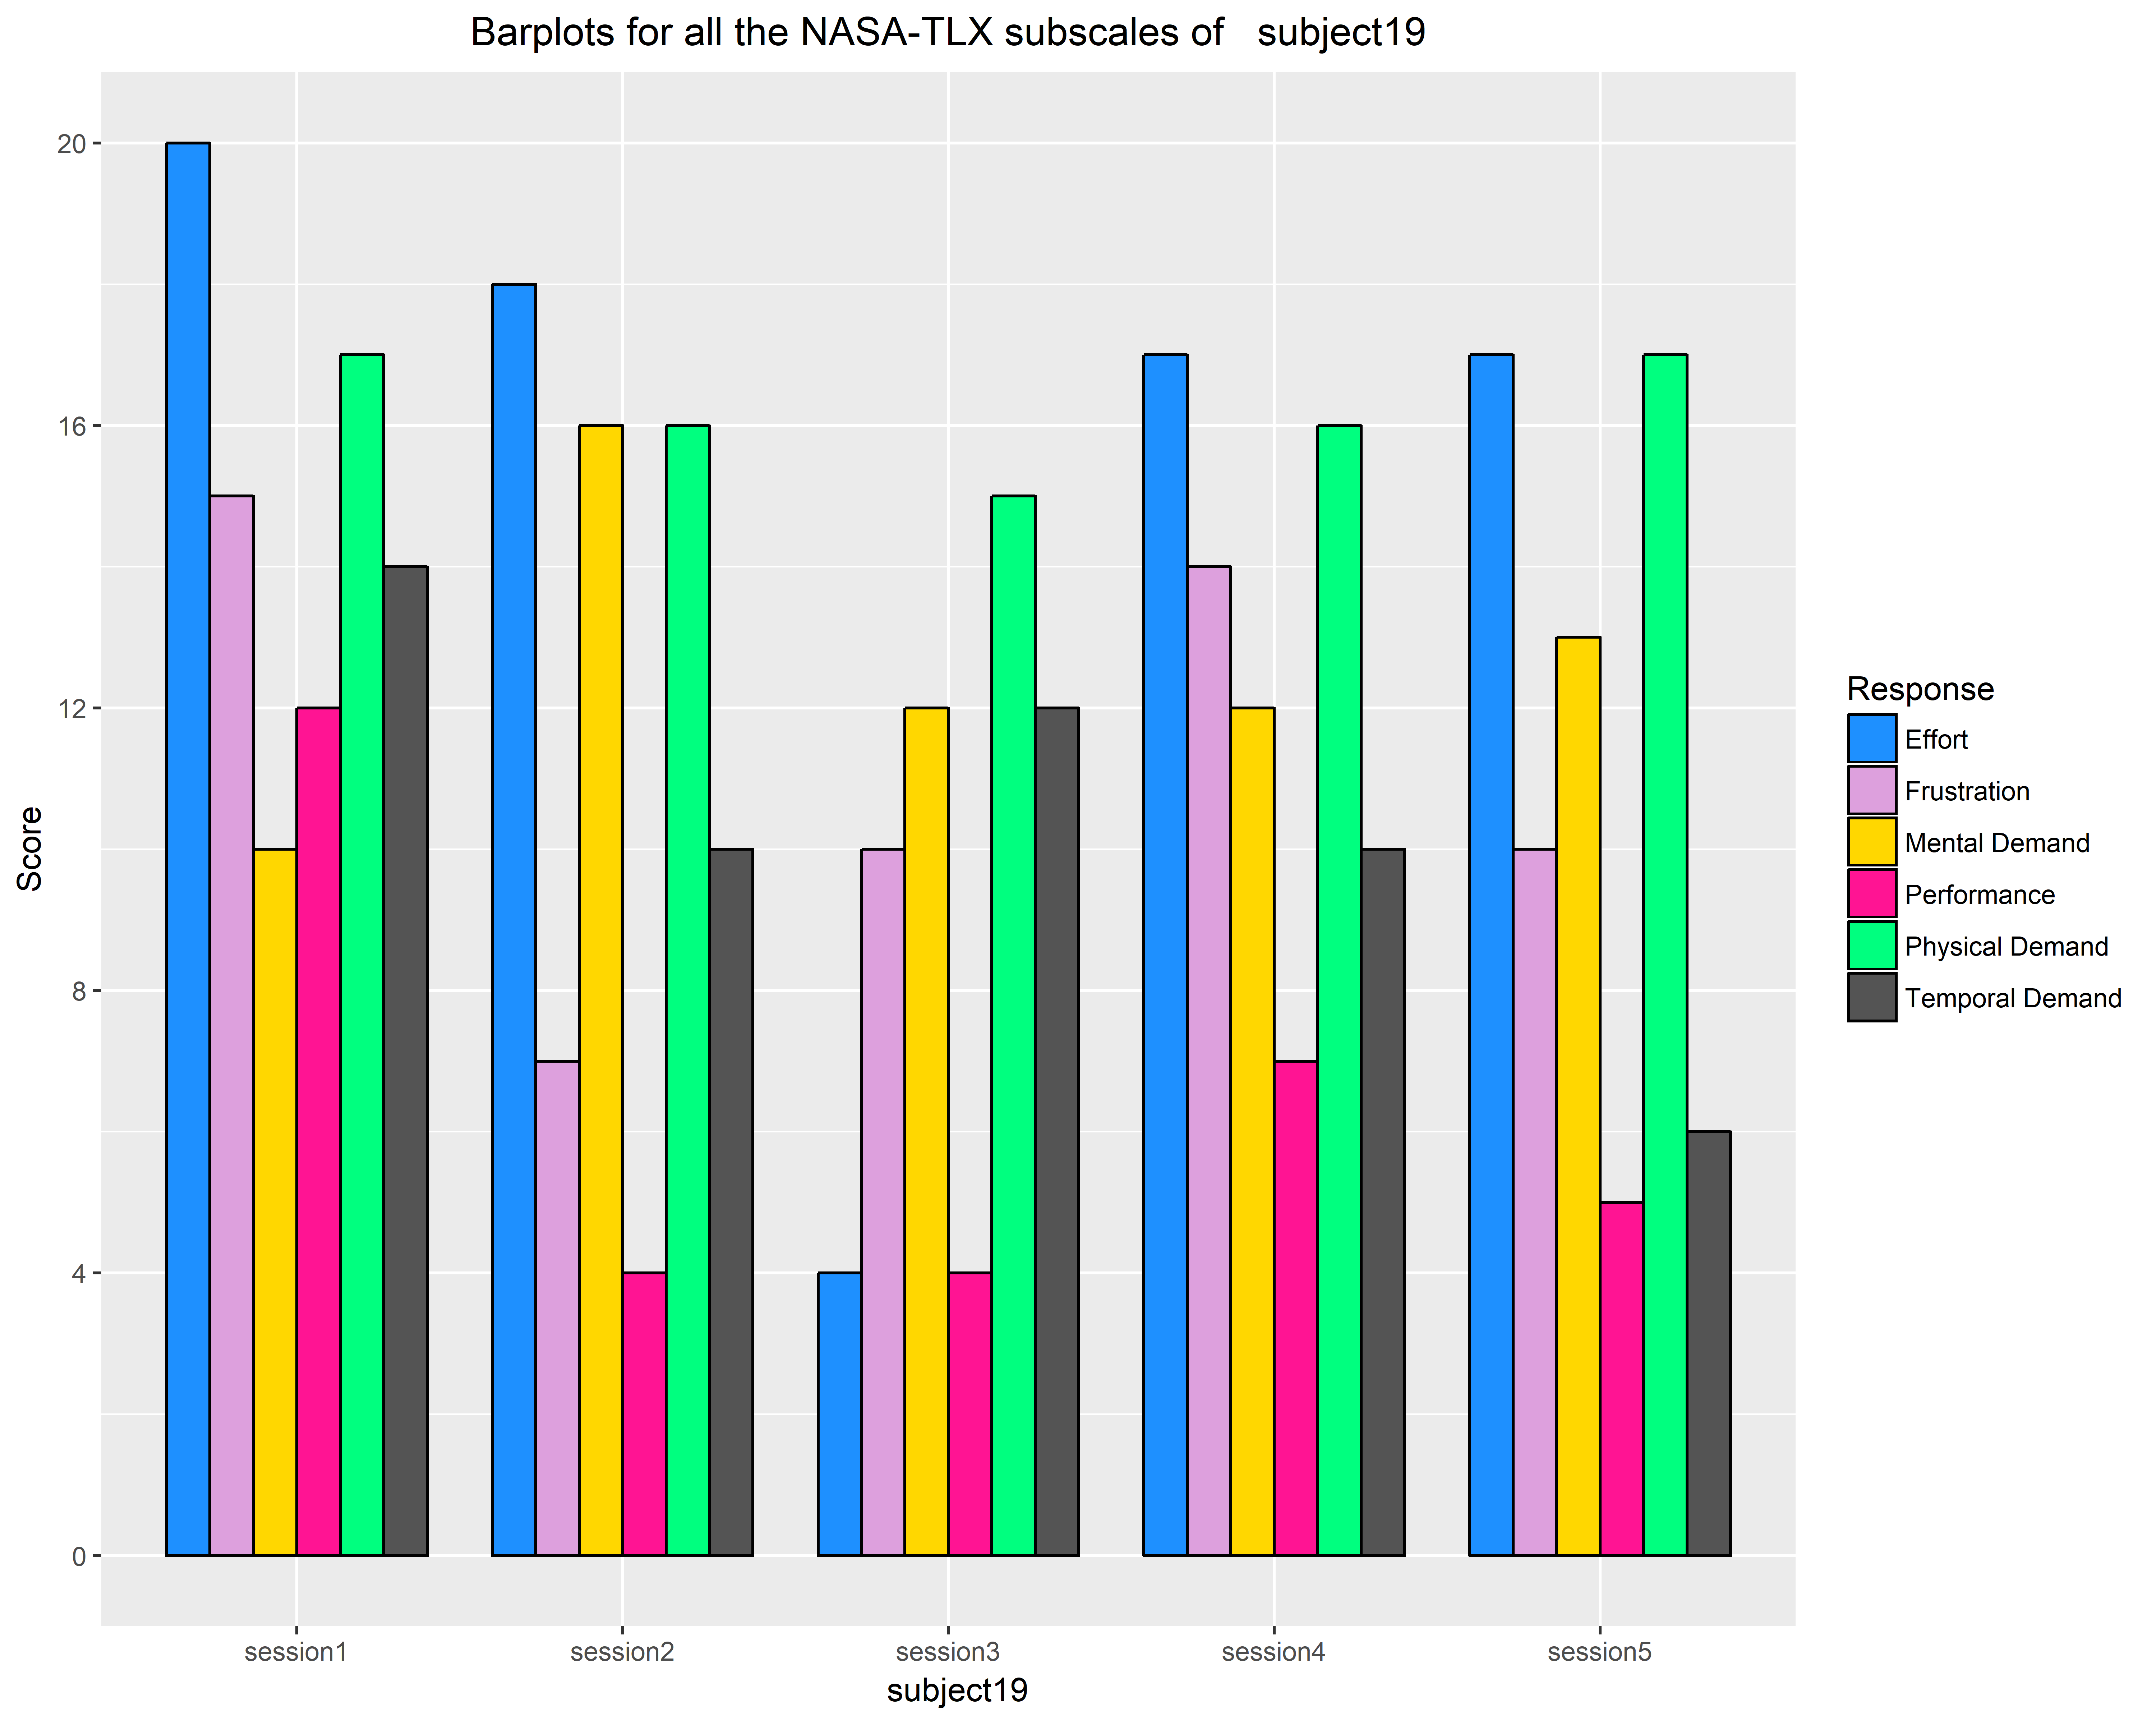 Barplots for all the NASA-TLX subscales of   subject19
20
16
12
8
4
0
Score
session1
session2
session3
session4
session5
subject19
Response
Effort
Frustration
Mental Demand
Performance
Physical Demand
Temporal Demand